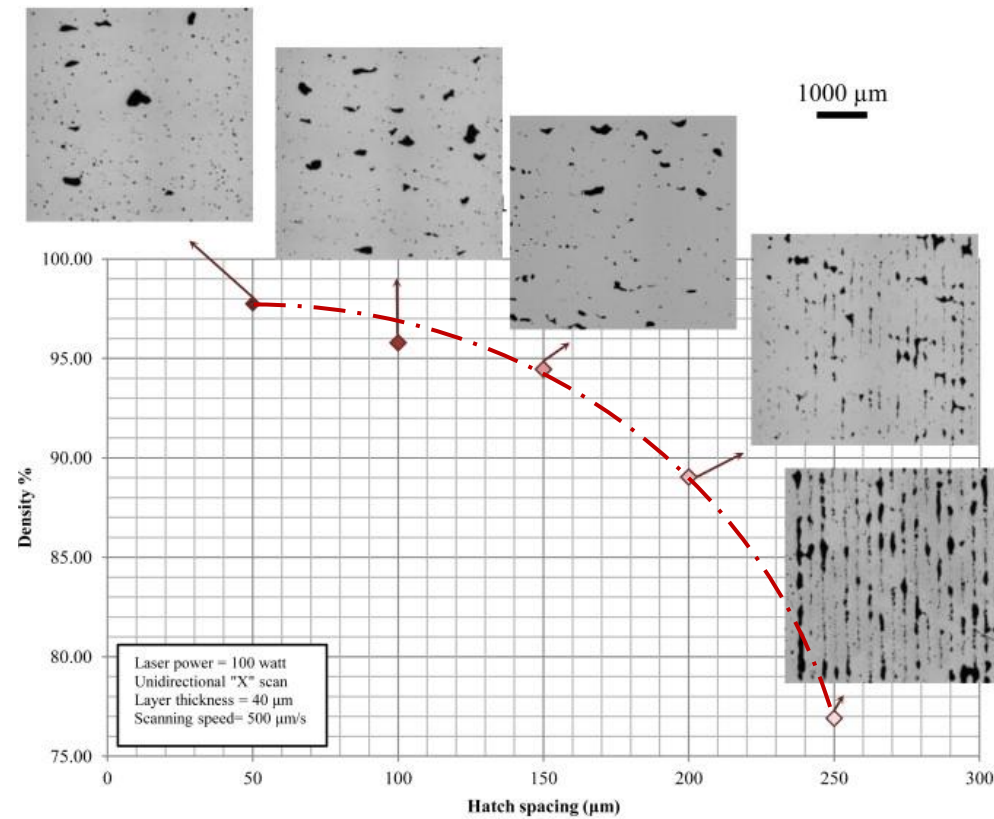 1000 µm
100.00
95.00
90.00
85.00
80.00
75.00
Density %
Laser power = 100 watt
Unidirectional "X" scan
Layer thickness = 40 µm
Scanning speed= 500 µm/s
0 50 100 150 200 250 300
Hatch spacing (µm)